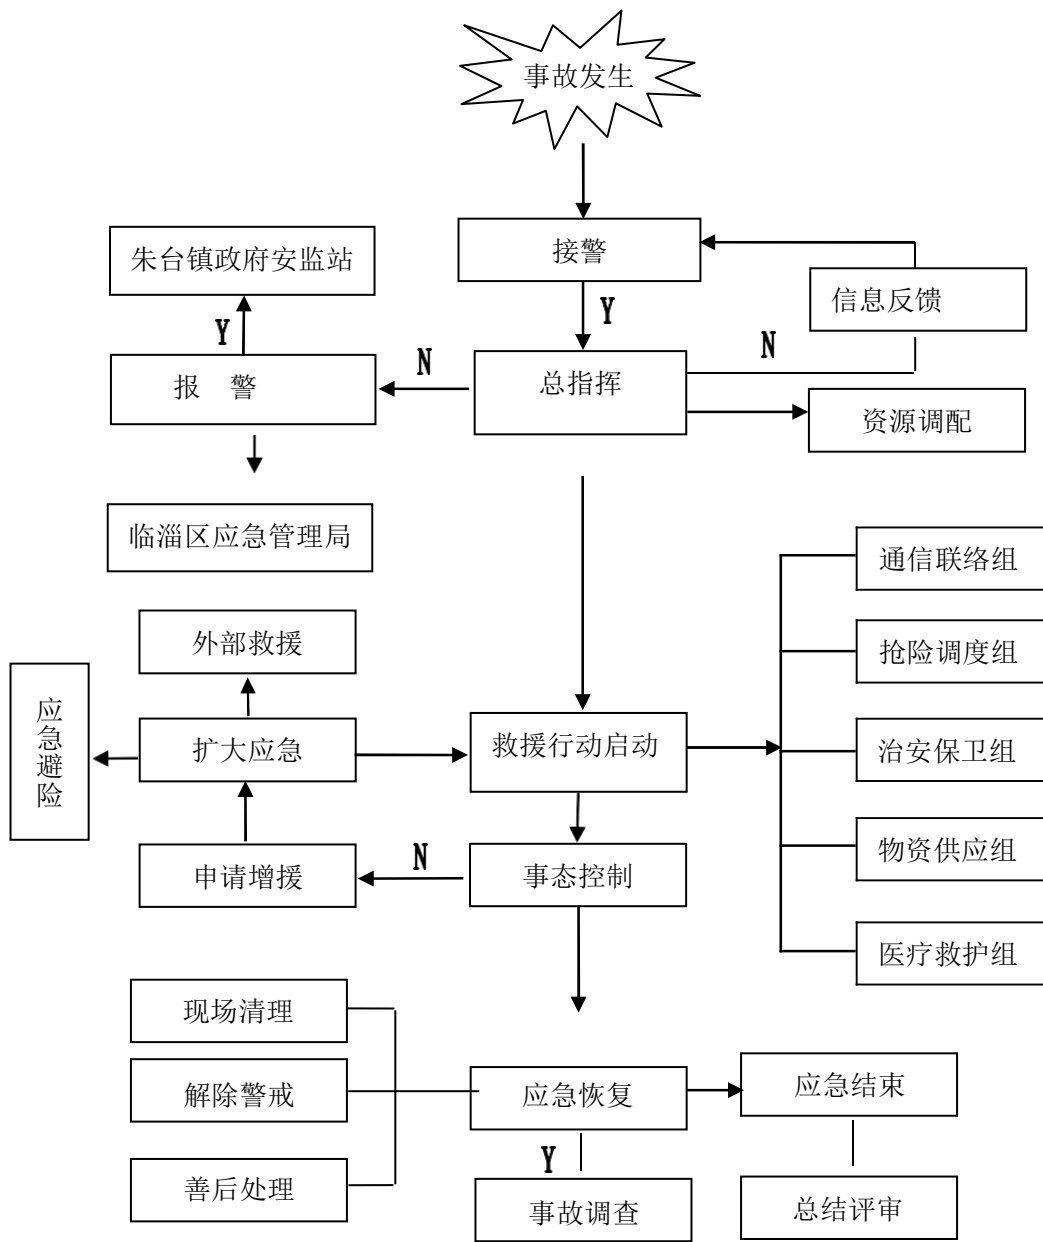 事故发生
接警
朱台镇政府安监站
信息反馈
Y
Y
N
N
总指挥
报 警
资源调配
临淄区应急管理局
通信联络组
外部救援
抢险调度组
应急避险
扩大应急
救援行动启动
治安保卫组
N
申请增援
事态控制
物资供应组
医疗救护组
现场清理
解除警戒
应急恢复
应急结束
Y
善后处理
事故调查
总结评审